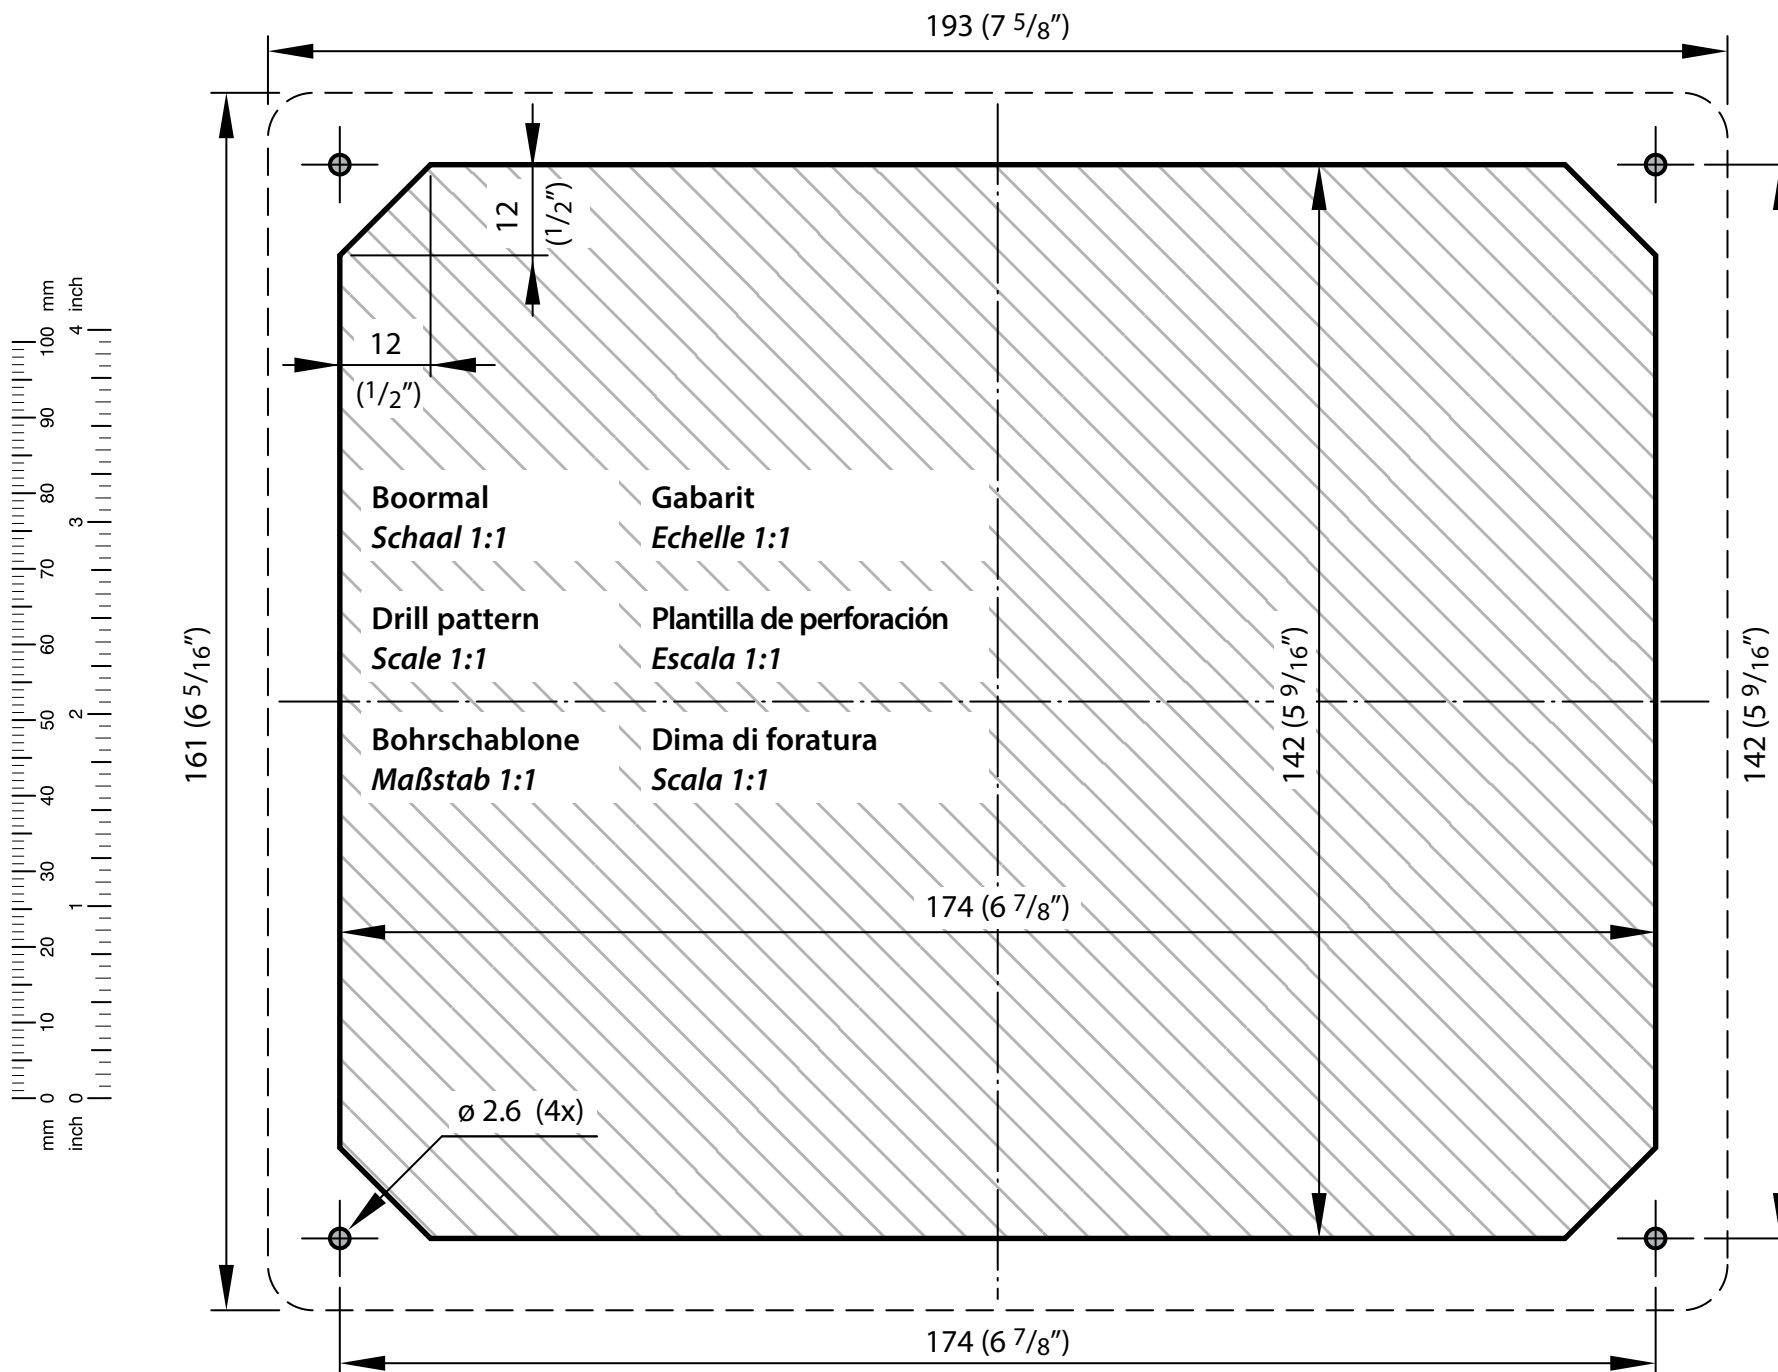 193 (7 5/8″)
12
(1/2″)
12
(1/2″)
mm
inch
100
90
80
70
60
50
40
30
20
10
0
4
3
2
1
0
mm
inch
161 (6 5/16″)
Boormal
Schaal 1:1
Gabarit
Echelle 1:1
Drill pattern
Scale 1:1
Plantilla de perforación
Escala 1:1
Bohrschablone
Maßstab 1:1
Dima di foratura
Scala 1:1
142 (5 9/16″)
142 (5 9/16″)
174 (6 7/8″)
ø 2.6 (4x)
174 (6 7/8″)